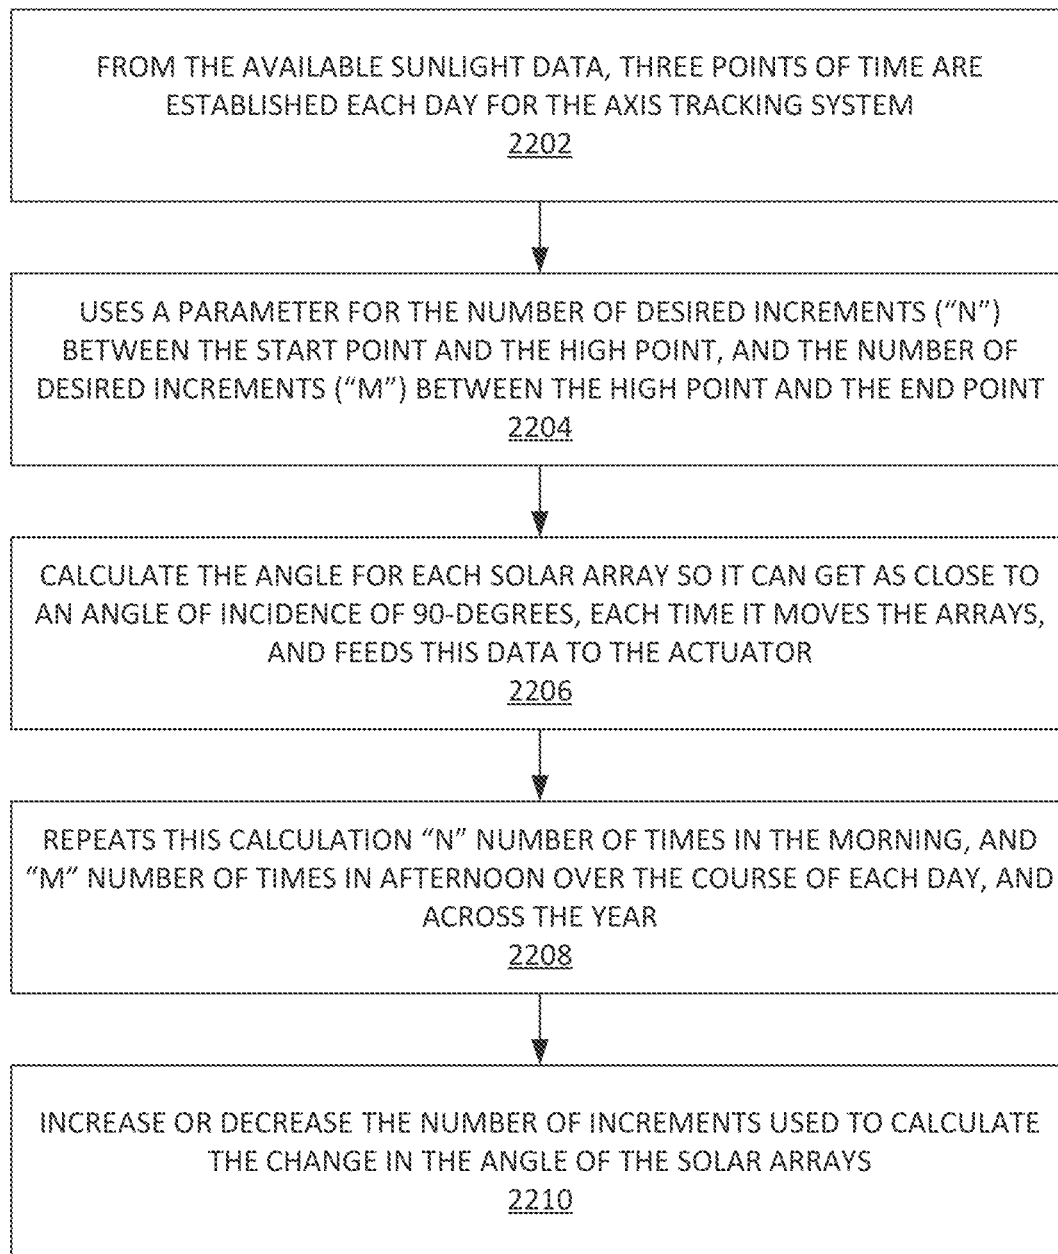 FROM THE AVAILABLE SUNLIGHT DATA, THREE POINTS OF TIME ARE
ESTABLISHED EACH DAY FOR THE AXIS TRACKING SYSTEM
2202
USES A PARAMETER FOR THE NUMBER OF DESIRED INCREMENTS (“N”)
BETWEEN THE START POINT AND THE HIGH POINT, AND THE NUMBER OF
DESIRED INCREMENTS (“M”) BETWEEN THE HIGH POINT AND THE END POINT
2204
CALCULATE THE ANGLE FOR EACH SOLAR ARRAY SO IT CAN GET AS CLOSE TO
AN ANGLE OF INCIDENCE OF 90-DEGREES, EACH TIME IT MOVES THE ARRAYS,
AND FEEDS THIS DATA TO THE ACTUATOR
2206
REPEATS THIS CALCULATION “N” NUMBER OF TIMES IN THE MORNING, AND
“M” NUMBER OF TIMES IN AFTERNOON OVER THE COURSE OF EACH DAY, AND
ACROSS THE YEAR
2208
INCREASE OR DECREASE THE NUMBER OF INCREMENTS USED TO CALCULATE
THE CHANGE IN THE ANGLE OF THE SOLAR ARRAYS
2210